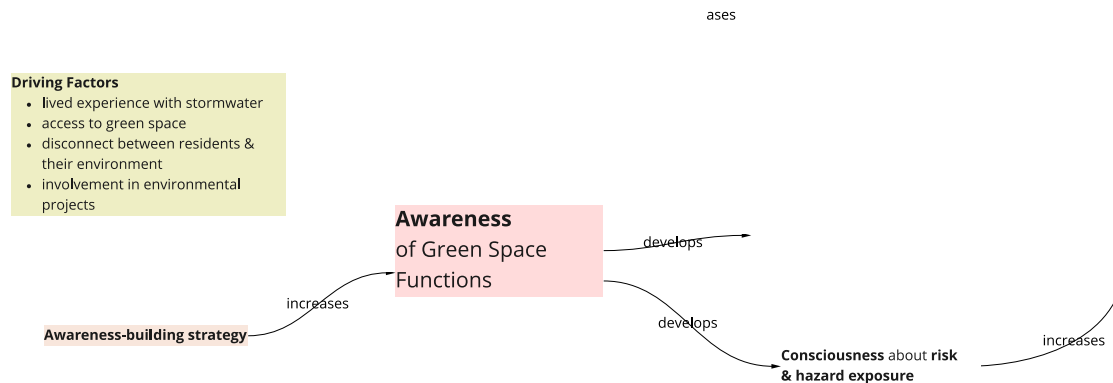 ases
Driving Factors
• lived experience with stormwater
• access to green space
• disconnect between residents &
their environment
• involvement in environmental
projects
Awareness
of Green Space
Functions
develops
increases
develops
Awareness-building strategy
increases
Consciousness about risk
& hazard exposure